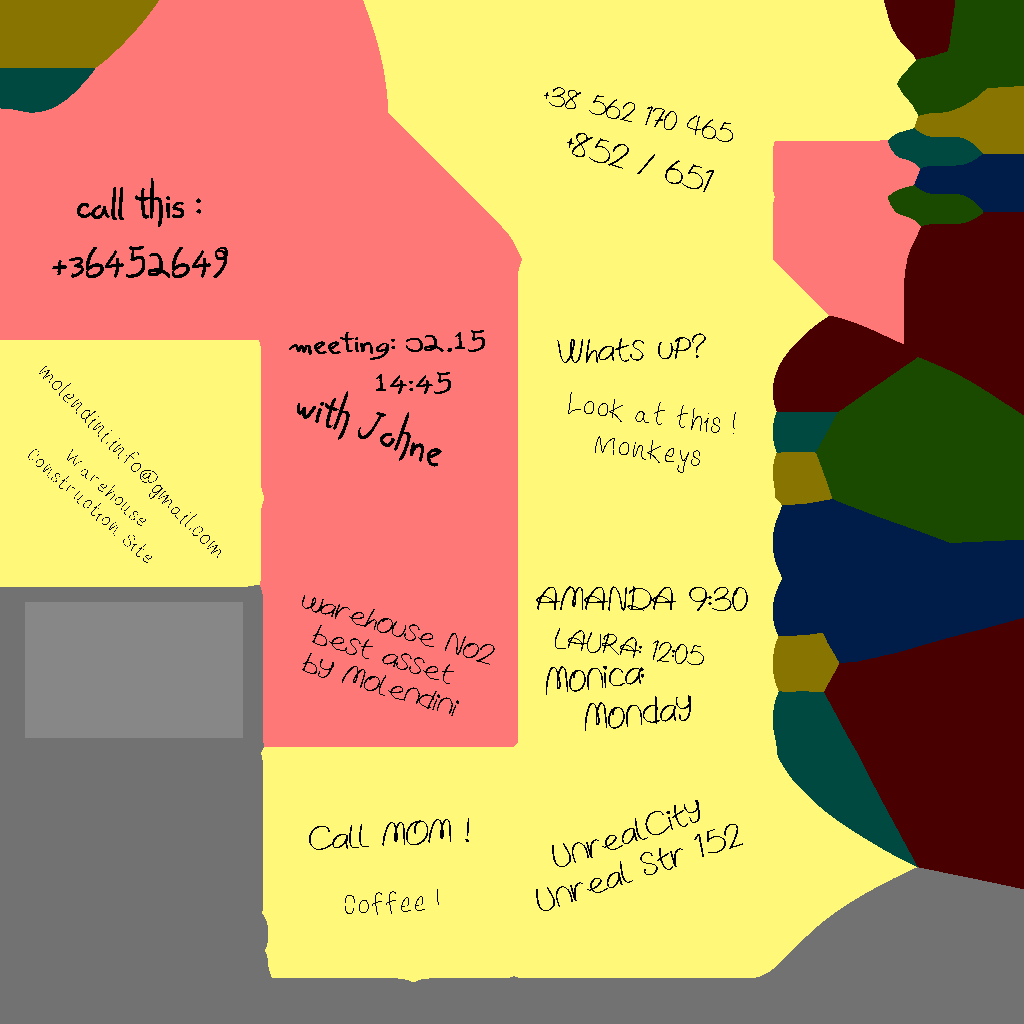 +38 562 170 465
+852 / 651
call this :
+36452649
meeting: 02.15
14:45
with Johne
Whats UP?
Look at this !
Monkeys
molendini.info@gmail.com
Warehouse
Construction Site
warehouse No2
best asset
by Molendini
AMANDA 9:30
LAURA: 12:05
Monica:
Monday
Call MOM !
Coffee !
UnrealCity
Unreal Str 152